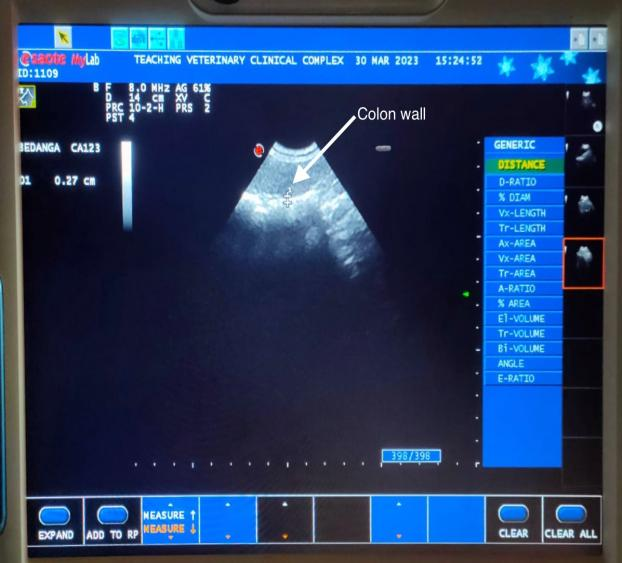 esaote MyLab
TEACHING VETERINARY CLINICAL COMPLEX 30 MAR 2023 15:24:52
ID:1109
B F 8.0 MHz AG 61%
D 14 cm XV C
PRC 10-2-H PRS 2
PST 4
BEDANGA CA123
D1 0.27 cm
Colon wall
GENERIC
DISTANCE
D-RATIO
% DIAM
Vx-LENGTH
Tr-LENGTH
Ax-AREA
Vx-AREA
Tr-AREA
A-RATIO
% AREA
El-VOLUME
Tr-VOLUME
Bi-VOLUME
ANGLE
E-RATIO
398/398
EXPAND
ADD TO RP
MEASURE ↑
MEASURE ↓
CLEAR
CLEAR ALL